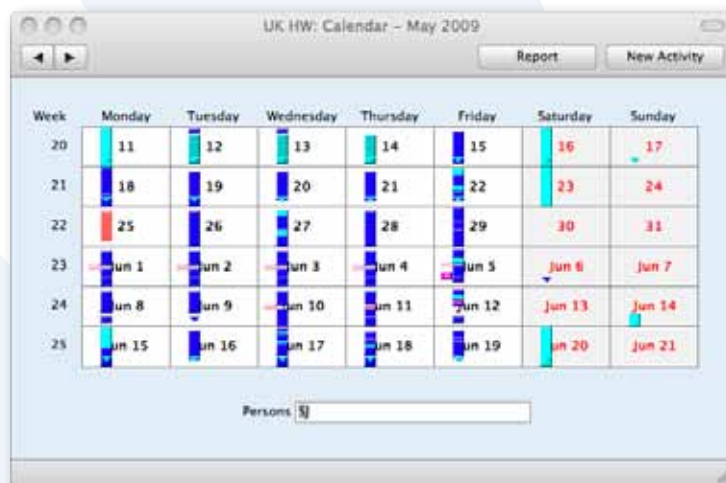 UK HW: Calendar – May 2009
Report New Activity
Week Monday Tuesday Wednesday Thursday Friday Saturday Sunday
20 11 12 13 14 15 16 17
21 18 19 20 21 22 23 24
22 25 26 27 28 29 30 31
23 Jun 1 Jun 2 Jun 3 Jun 4 Jun 5 Jun 6 Jun 7
24 Jun 8 Jun 9 Jun 10 Jun 11 Jun 12 Jun 13 Jun 14
25 Jun 15 Jun 16 Jun 17 Jun 18 Jun 19 Jun 20 Jun 21
Persons SJ